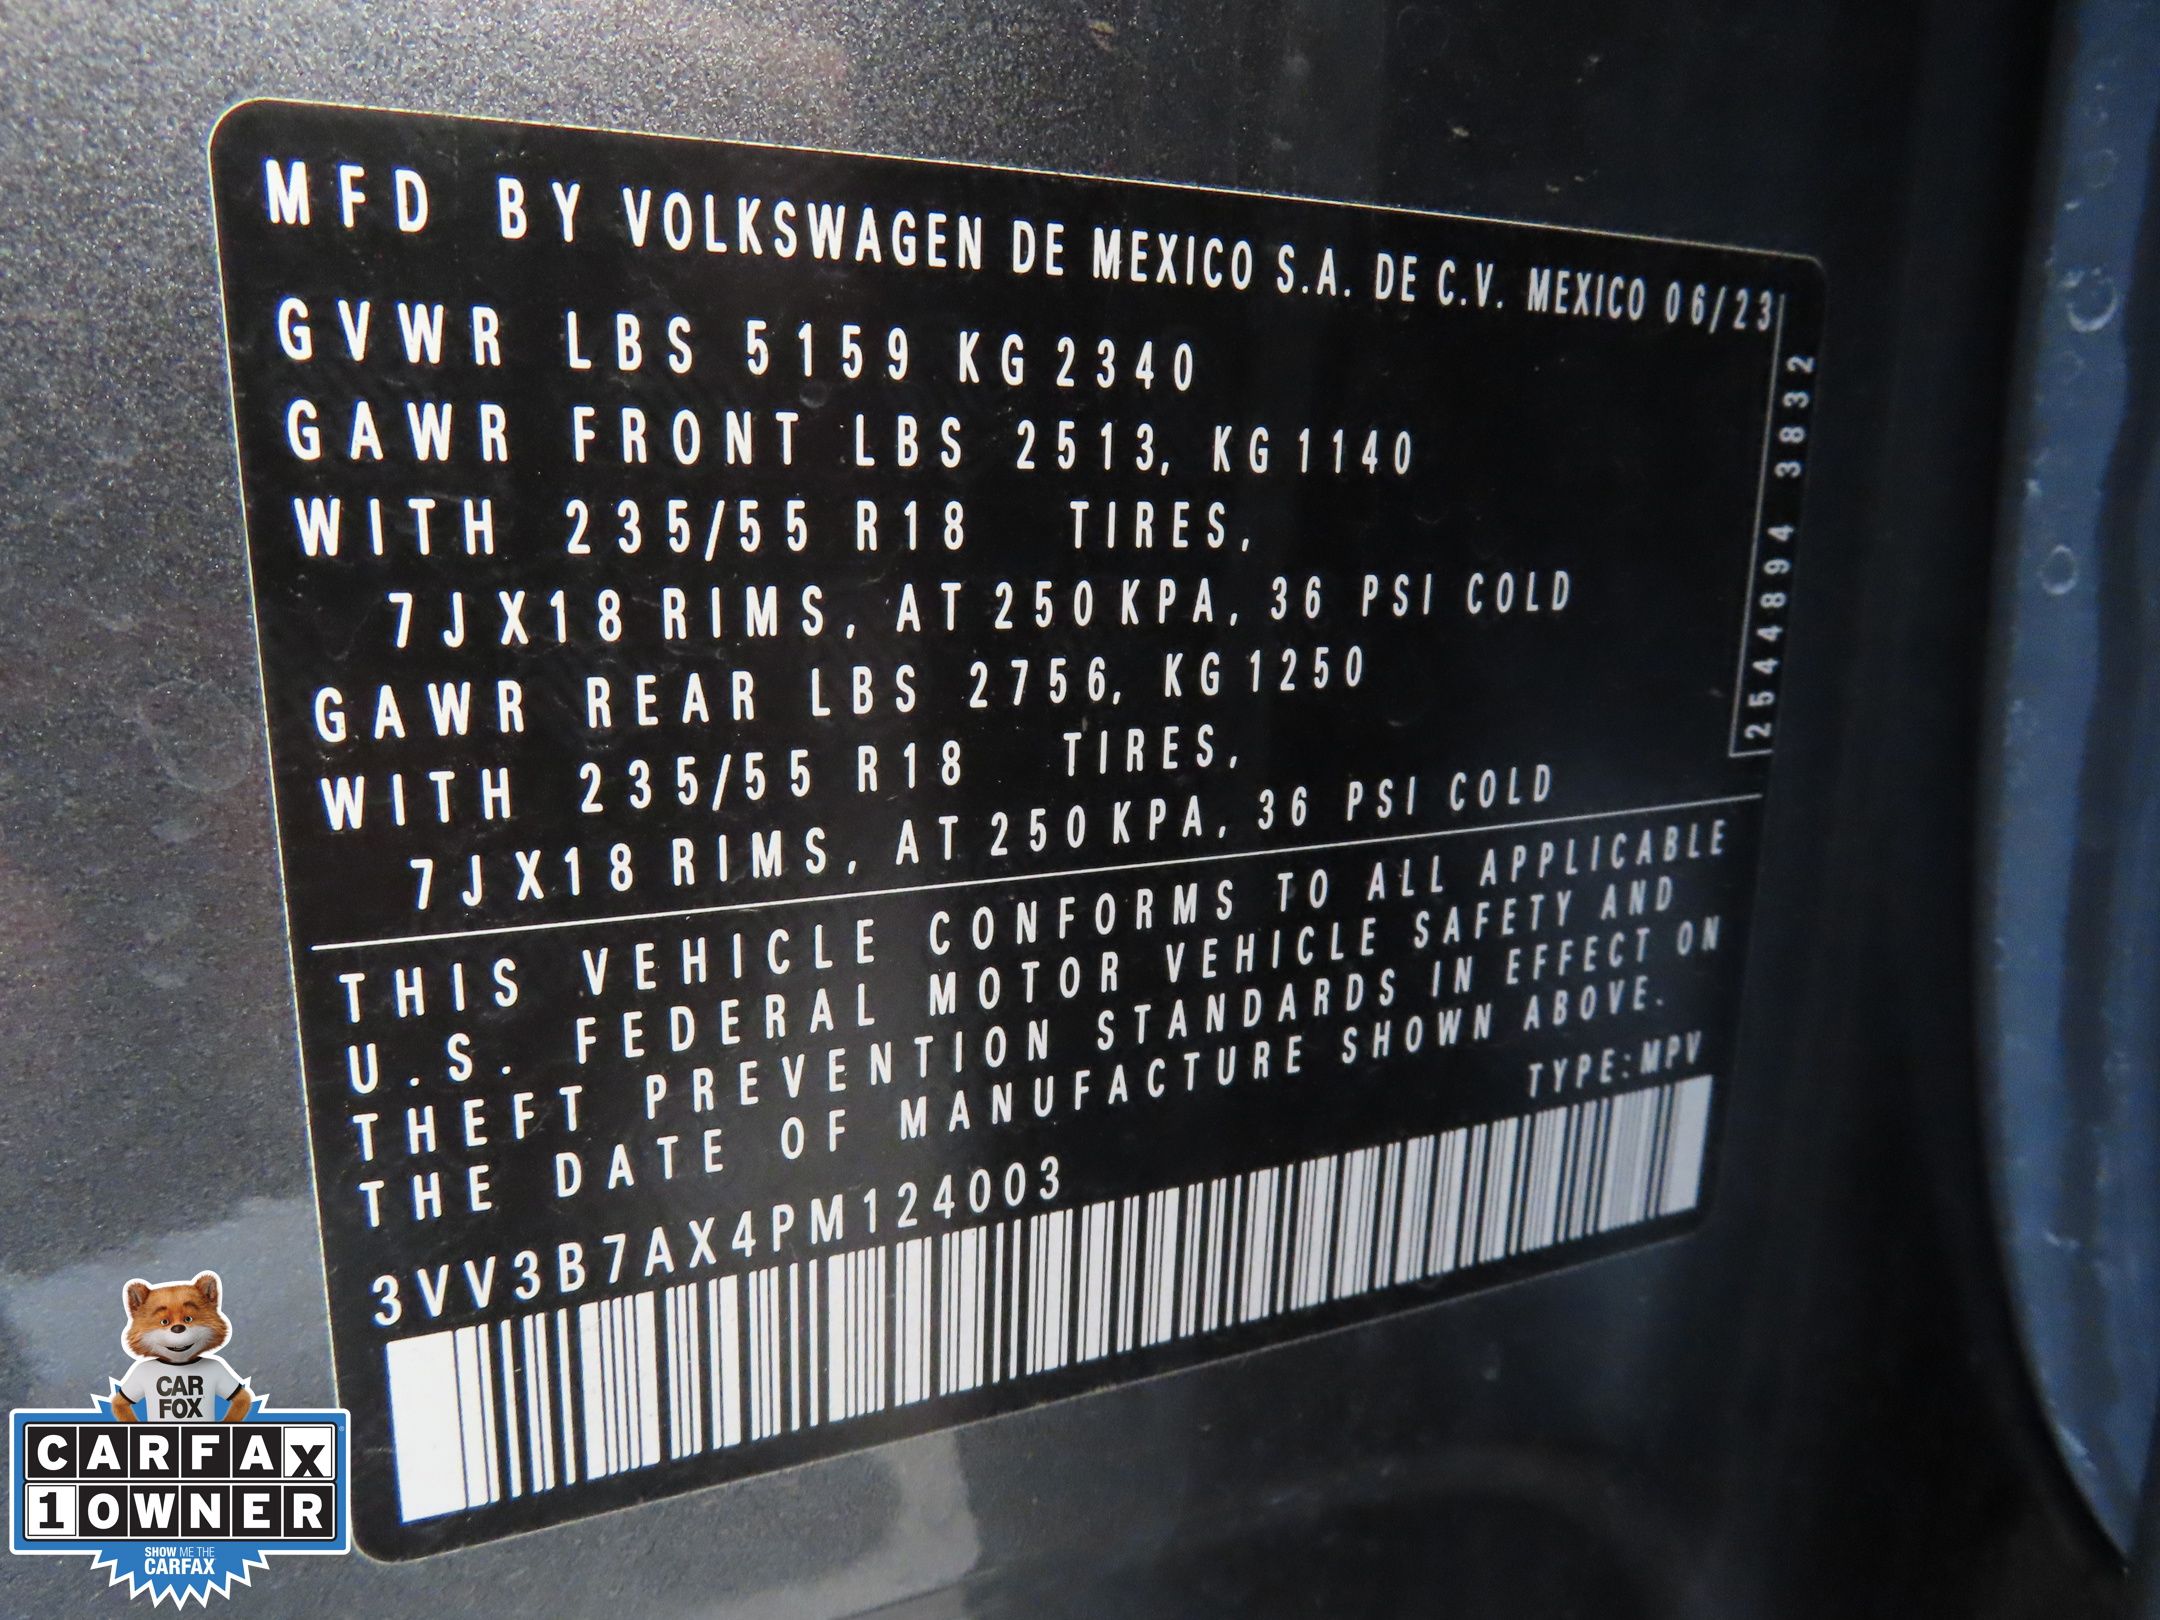 MFD BY VOLKSWAGEN DE MEXICO S.A. DE C.V. MEXICO 06/23
GVWR LBS 5159 KG 2340
GAWR FRONT LBS 2513, KG 1140
WITH 235/55 R18 TIRES,
7JX18 RIMS, AT 250 KPA, 36 PSI COLD
GAWR REAR LBS 2756, KG 1250
WITH 235/55 R18 TIRES,
7JX18 RIMS, AT 250 KPA, 36 PSI COLD
2544894 3832
THIS VEHICLE CONFORMS TO ALL APPLICABLE
U.S. FEDERAL MOTOR VEHICLE SAFETY AND
THEFT PREVENTION STANDARDS IN EFFECT ON
THE DATE OF MANUFACTURE SHOWN ABOVE.
TYPE:MPV
3VV3B7AX4PM124003
CAR
FOX
CARFAX
1 OWNER
SHOW ME THE
CARFAX